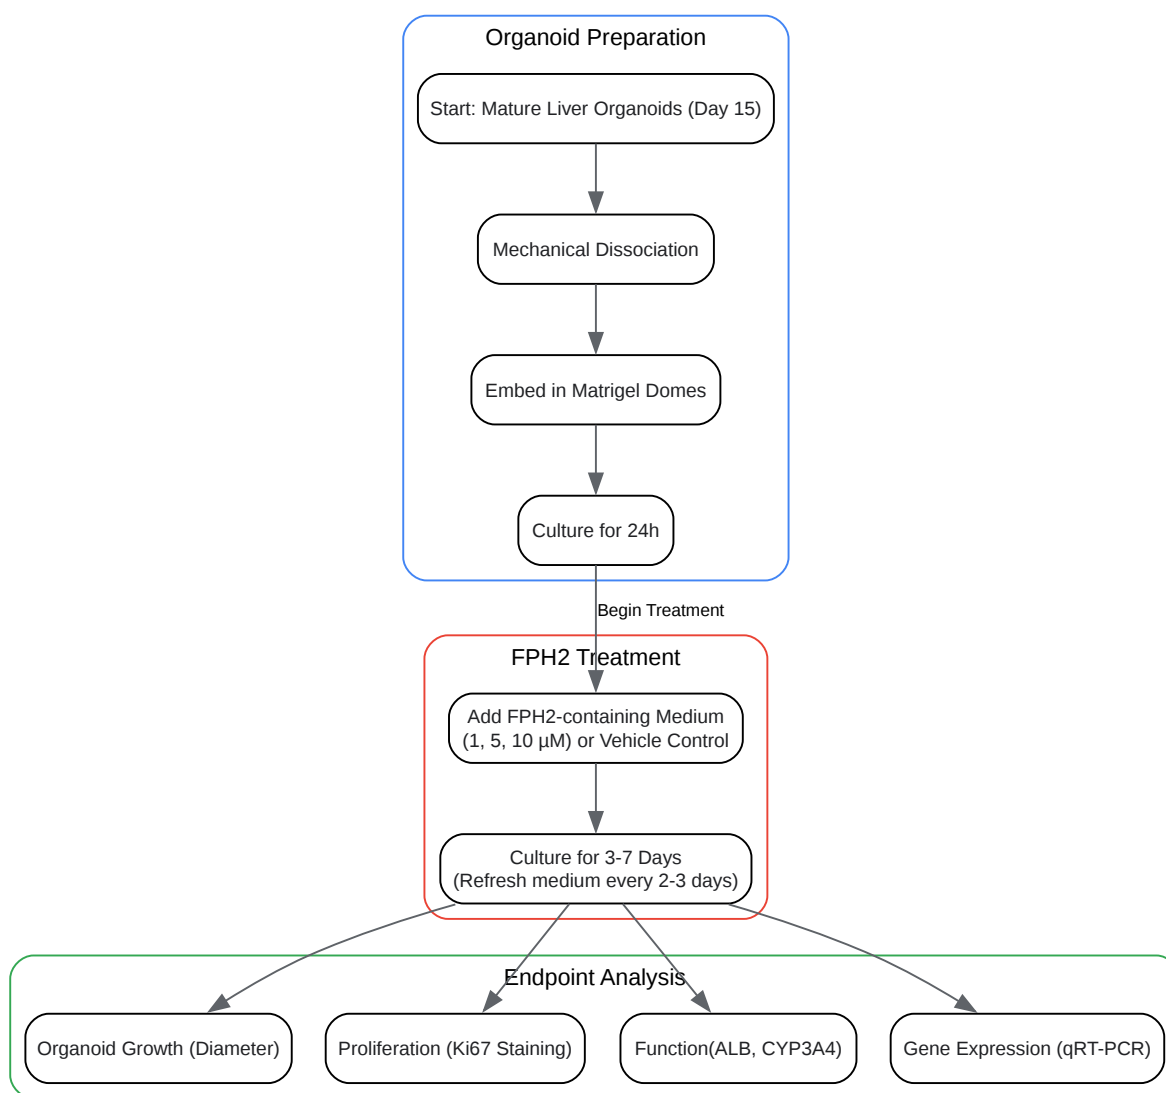 Organoid Preparation
Start: Mature Liver Organoids (Day 15)
Mechanical Dissociation
Embed in Matrigel Domes
Culture for 24h
Begin Treatment
FPH2 Treatment
Add FPH2-containing Medium
(1, 5, 10 µM) or Vehicle Control
Culture for 3-7 Days
(Refresh medium every 2-3 days)
Endpoint Analysis
Organoid Growth (Diameter)
Proliferation (Ki67 Staining)
Function(ALB, CYP3A4)
Gene Expression (qRT-PCR)